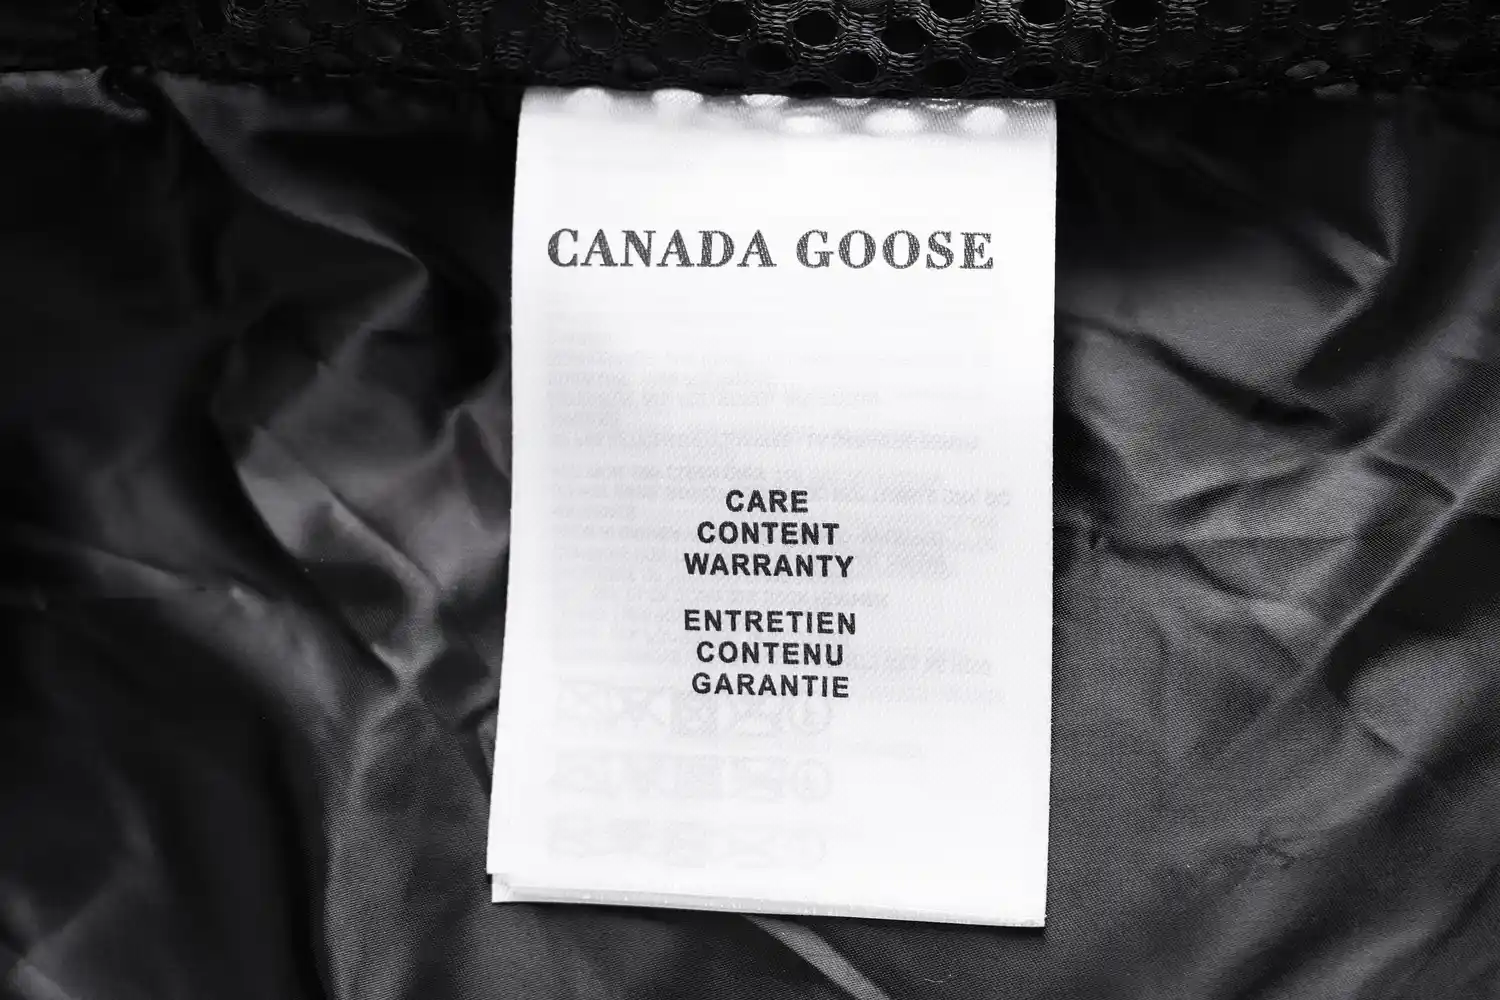 CANADA GOOSE
CARE
CONTENT
WARRANTY
ENTRETIEN
CONTENU
GARANTIE